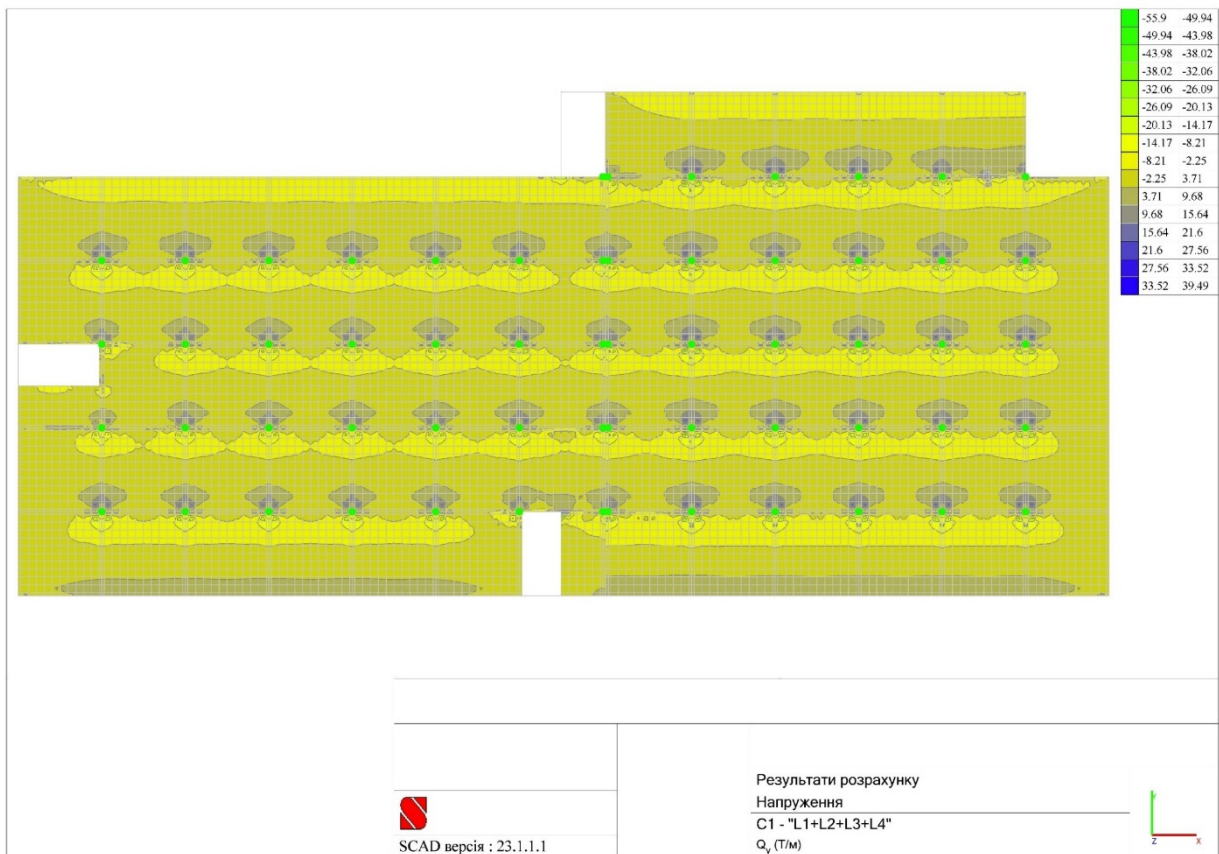 -55.9 -49.94
-49.94 -43.98
-43.98 -38.02
-38.02 -32.06
-32.06 -26.09
-26.09 -20.13
-20.13 -14.17
-14.17 -8.21
-8.21 -2.25
-2.25 3.71
3.71 9.68
9.68 15.64
15.64 21.6
21.6 27.56
27.56 33.52
33.52 39.49
Результати розрахунку
Напруження
C1 - "L1+L2+L3+L4"
Qy (Т/м)
SCAD версія : 23.1.1.1
Y
Z X